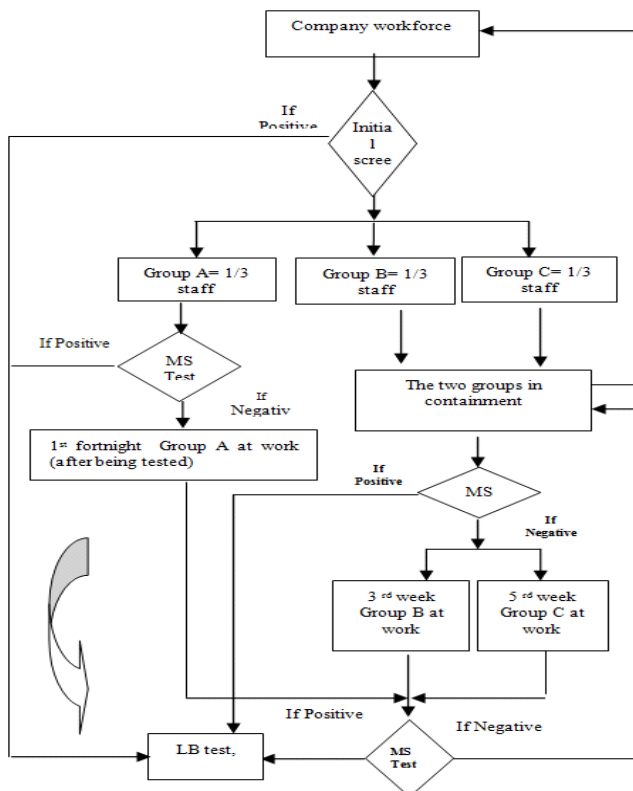 Company workforce
If
Positive
Initia
l
scree
Group A= 1/3
staff
Group B= 1/3
staff
Group C= 1/3
staff
If Positive
MS
Test
If
Negativ
The two groups in
containment
1st fortnight Group A at work
(after being tested)
If
Positive
MS
If
Negative
3 rd week
Group B at
work
5 rd week
Group C at
work
If Positive
If Negative
LB test,
MS
Test